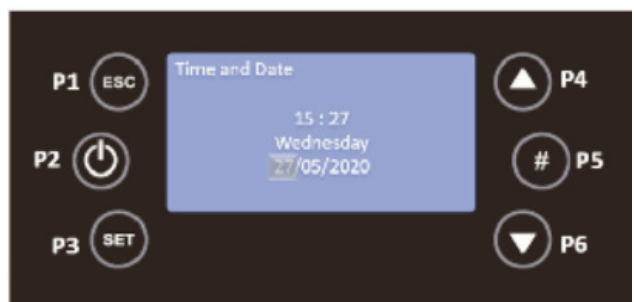 P1 ESC
Time and Date
P4
15 : 27
Wednesday
27/05/2020
P2
# P5
P3 SET
P6